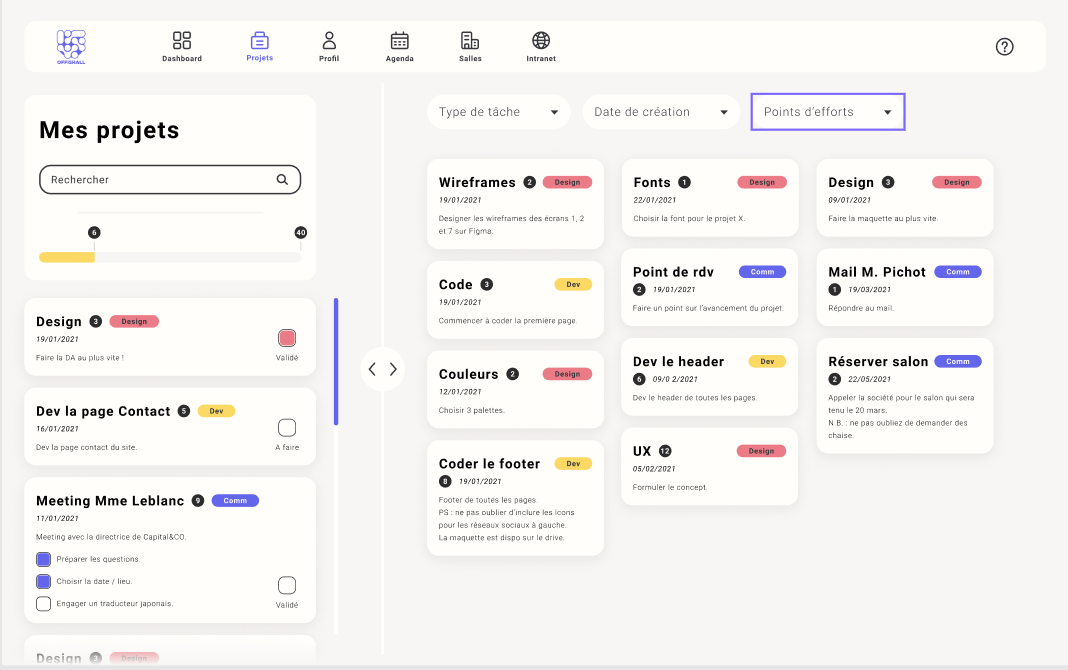 OFFISHALL
Dashboard
Projets
Profil
Agenda
Salles
Intranet
?
Mes projets
Rechercher
6
40
Design 3 Design
19/01/2021
Faire la DA au plus vite !
Validé
Dev la page Contact 5 Dev
16/01/2021
Dev la page contact du site.
A faire
Meeting Mme Leblanc 9 Comm
11/01/2021
Meeting avec la directrice de Capital&CO.
Préparer les questions.
Choisir la date / lieu.
Engager un traducteur japonais.
Validé
Design 3 Design
Type de tâche
Date de création
Points d'efforts
Wireframes 2 Design
19/01/2021
Designer les wireframes des écrans 1, 2
et 7 sur Figma.
Code 3 Dev
19/01/2021
Commencer à coder la première page.
Couleurs 2 Design
12/01/2021
Choisir 3 palettes.
Coder le footer Dev
8 19/01/2021
Footer de toutes les pages.
PS : ne pas oublier d'inclure les icons
pour les réseaux sociaux à gauche.
La maquette est dispo sur le drive.
Fonts 1 Design
22/01/2021
Choisir la font pour le projet X.
Point de rdv Comm
2 19/01/2021
Faire un point sur l'avancement du projet.
Dev le header Dev
6 09/0 2/2021
Dev le header de toutes les pages.
UX 12 Design
05/02/2021
Formuler le concept.
Design 3 Design
09/01/2021
Faire la maquette au plus vite.
Mail M. Pichot Comm
1 19/03/2021
Répondre au mail.
Réserver salon Comm
2 22/05/2021
Appeler la société pour le salon qui sera
tenu le 20 mars.
N.B. : ne pas oubliez de demander des
chaise.